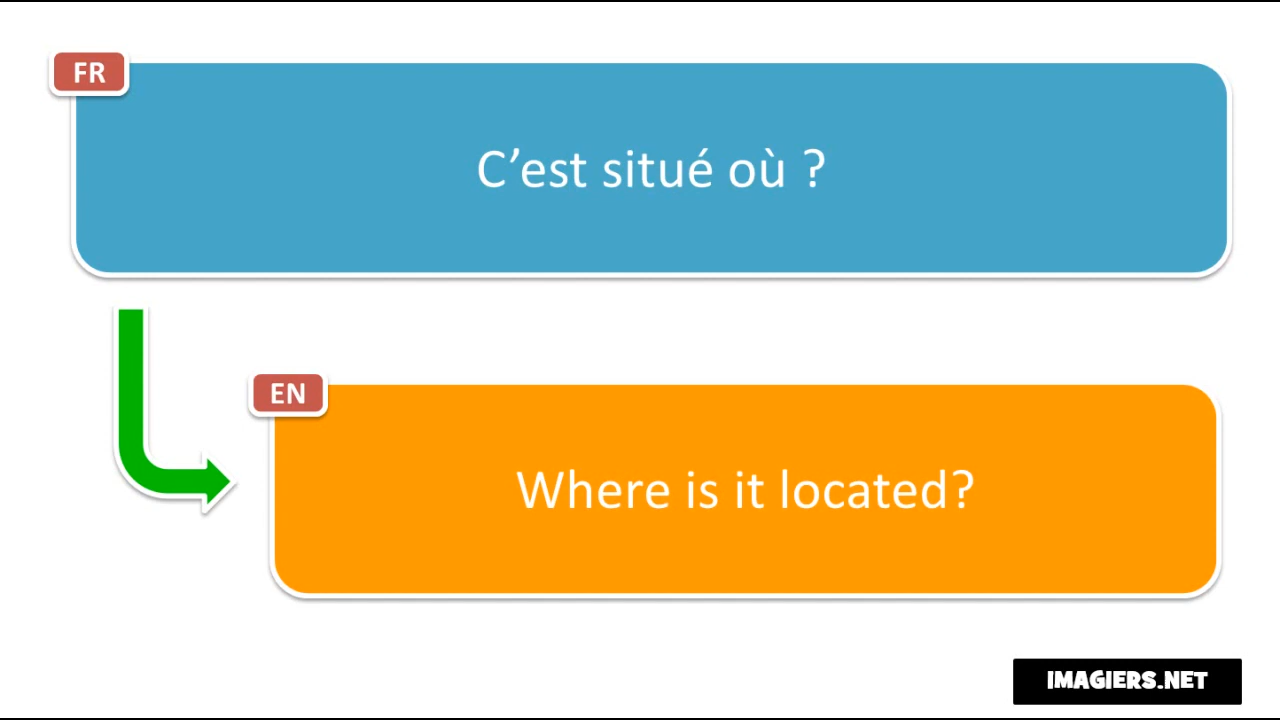 FR
C’est situé où ?
EN
Where is it located?
IMAGIERS.NET